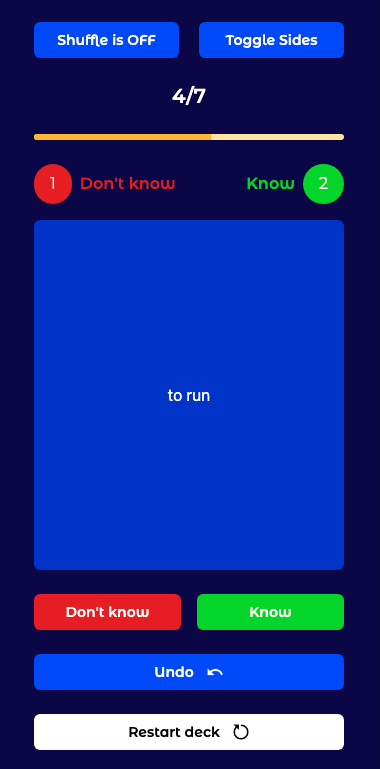 Shuffle is OFF
Toggle Sides
4/7
1 Don't know
Know 2
to run
Don't know
Know
Undo
Restart deck